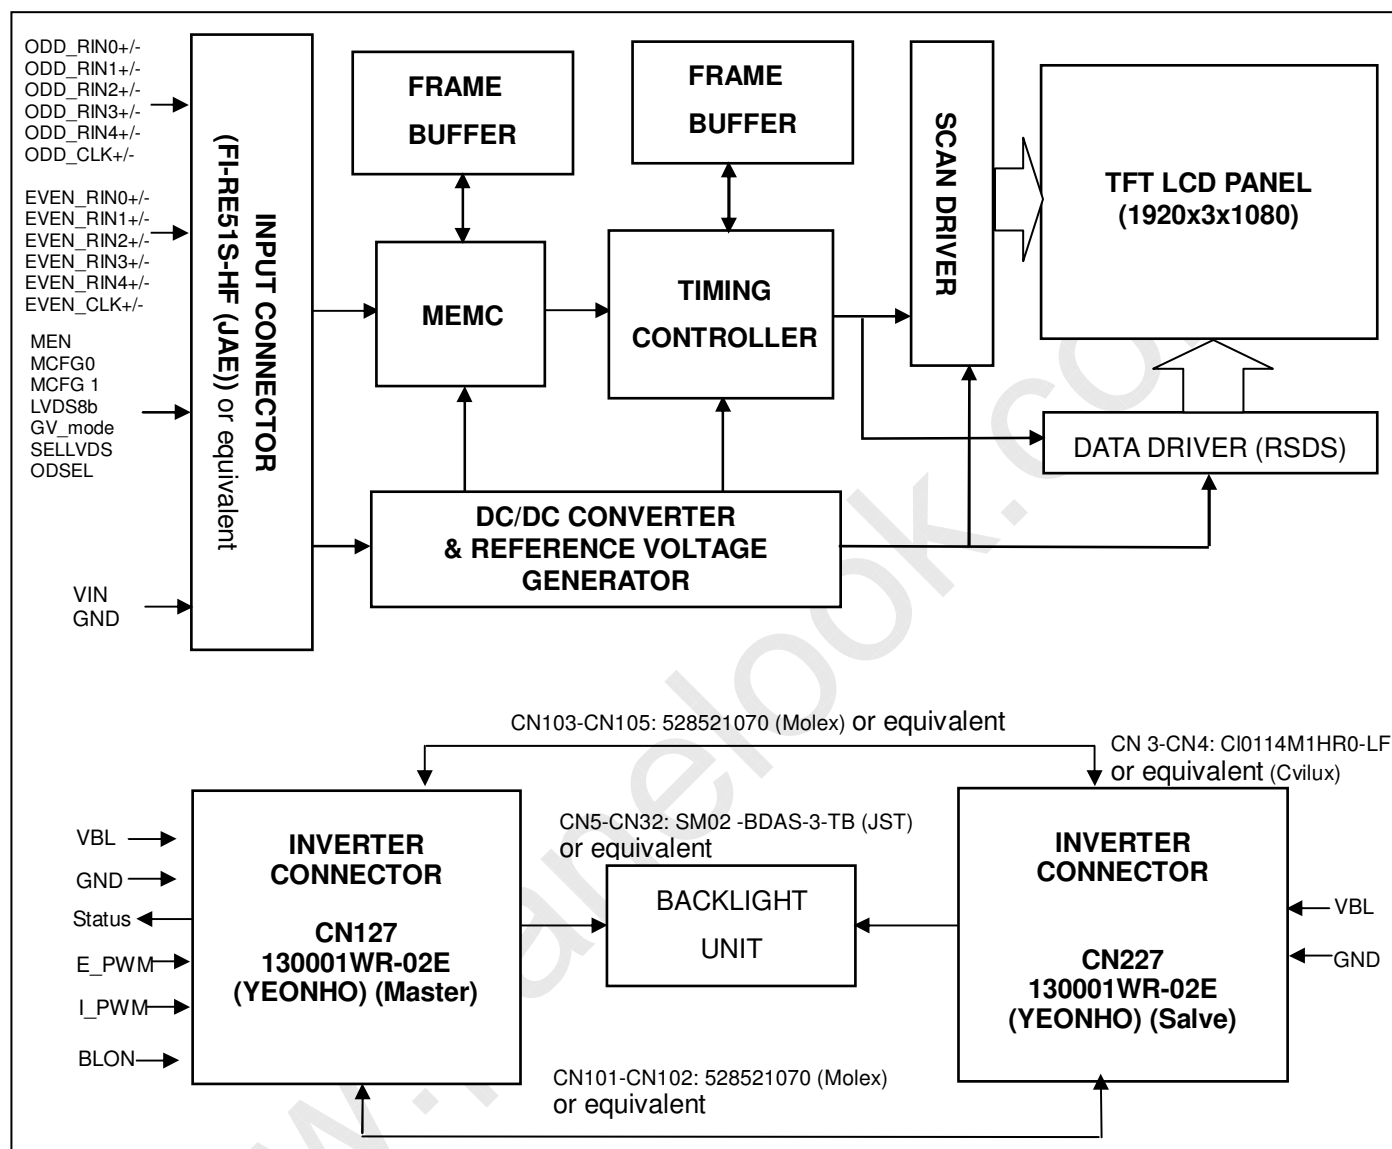 ODD_RIN0+/-
ODD_RIN1+/-
ODD_RIN2+/-
ODD_RIN3+/-
ODD_RIN4+/-
ODD_CLK+/-
EVEN_RIN0+/-
EVEN_RIN1+/-
EVEN_RIN2+/-
EVEN_RIN3+/-
EVEN_RIN4+/-
EVEN_CLK+/-
MEN
MCFG0
MCFG 1
LVDS8b
GV_mode
SELLVDS
ODSEL
VIN
GND
INPUT CONNECTOR
(FI-RE51S-HF (JAE)) or equivalent
FRAME
BUFFER
FRAME
BUFFER
MEMC
TIMING
CONTROLLER
SCAN DRIVER
TFT LCD PANEL
(1920x3x1080)
DATA DRIVER (RSDS)
DC/DC CONVERTER
& REFERENCE VOLTAGE
GENERATOR
CN103-CN105: 528521070 (Molex) or equivalent
CN 3-CN4: CI0114M1HR0-LF
or equivalent (Cvilux)
VBL
GND
Status
E_PWM
I_PWM
BLON
INVERTER
CONNECTOR
CN127
130001WR-02E
(YEONHO) (Master)
CN5-CN32: SM02 -BDAS-3-TB (JST)
or equivalent
BACKLIGHT
UNIT
INVERTER
CONNECTOR
CN227
130001WR-02E
(YEONHO) (Salve)
VBL
GND
CN101-CN102: 528521070 (Molex)
or equivalent
www.panelook.com